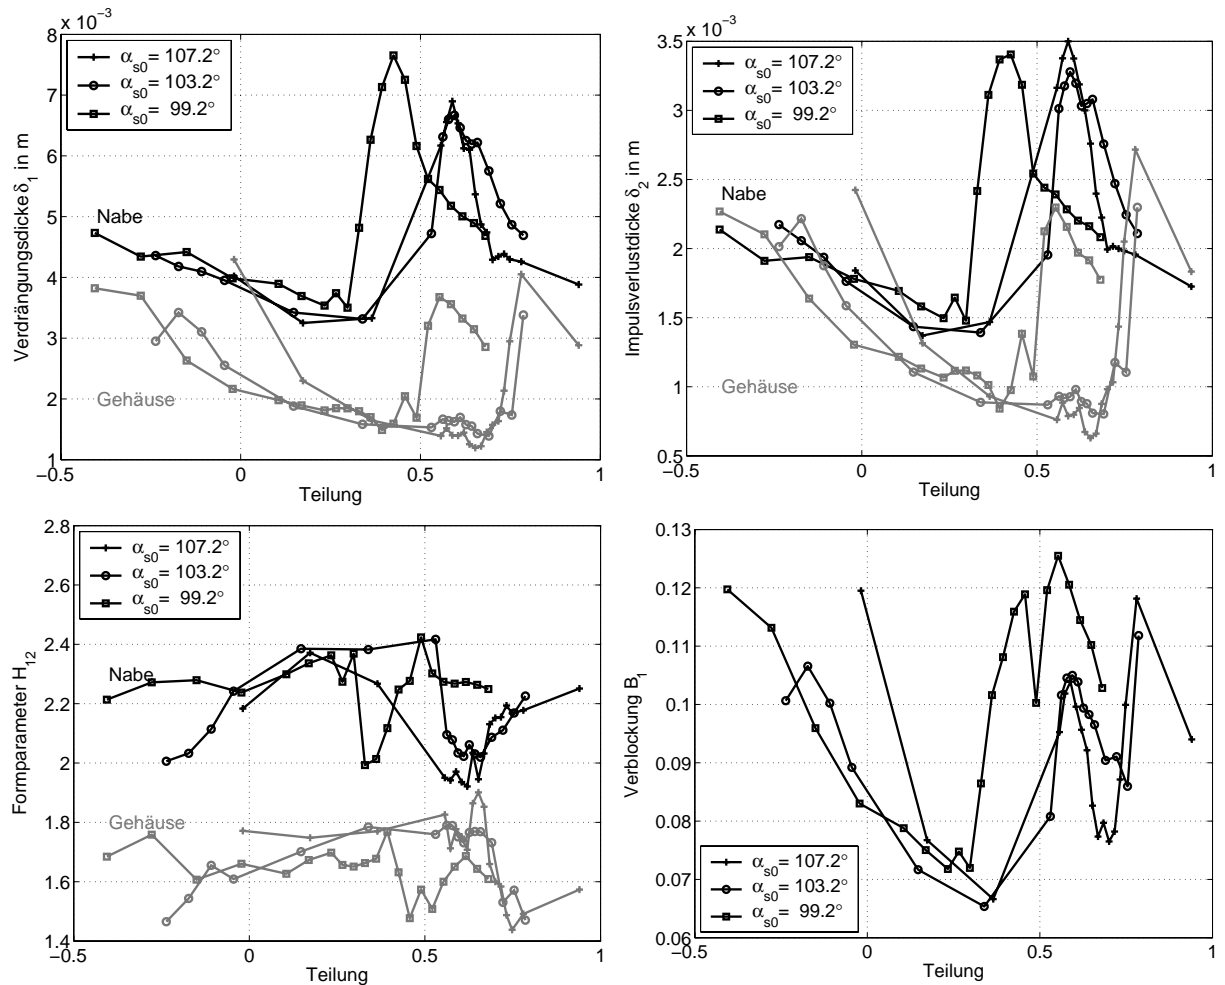 x 10⁻³
8
7
6
5
4
3
2
1
−0.5 0 0.5 1
Teilung
Verdrängungsdicke δ₁ in m
α_s0 = 107.2°
α_s0 = 103.2°
α_s0 = 99.2°
Nabe
Gehäuse
x 10⁻³
3.5
3
2.5
2
1.5
1
0.5
−0.5 0 0.5 1
Teilung
Impulsverlustdicke δ₂ in m
α_s0 = 107.2°
α_s0 = 103.2°
α_s0 = 99.2°
Nabe
Gehäuse
2.8
2.6
2.4
2.2
2
1.8
1.6
1.4
−0.5 0 0.5 1
Teilung
Formparameter H₁₂
α_s0 = 107.2°
α_s0 = 103.2°
α_s0 = 99.2°
Nabe
Gehäuse
0.13
0.12
0.11
0.1
0.09
0.08
0.07
0.06
−0.5 0 0.5 1
Teilung
Verblockung B₁
α_s0 = 107.2°
α_s0 = 103.2°
α_s0 = 99.2°